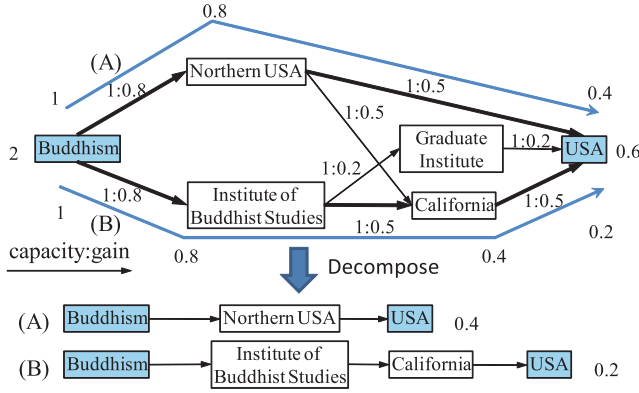 0.8
(A)
Northern USA
1:0.8
1:0.5
0.4
1
1:0.5
2
Buddhism
Graduate
Institute
1:0.2
USA
0.6
1:0.2
1:0.8
Institute of
Buddhist Studies
California
1:0.5
1
(B)
1:0.5
0.2
capacity:gain
0.8
0.4
Decompose
(A)
Buddhism
Northern USA
USA
0.4
(B)
Buddhism
Institute of
Buddhist Studies
California
USA
0.2